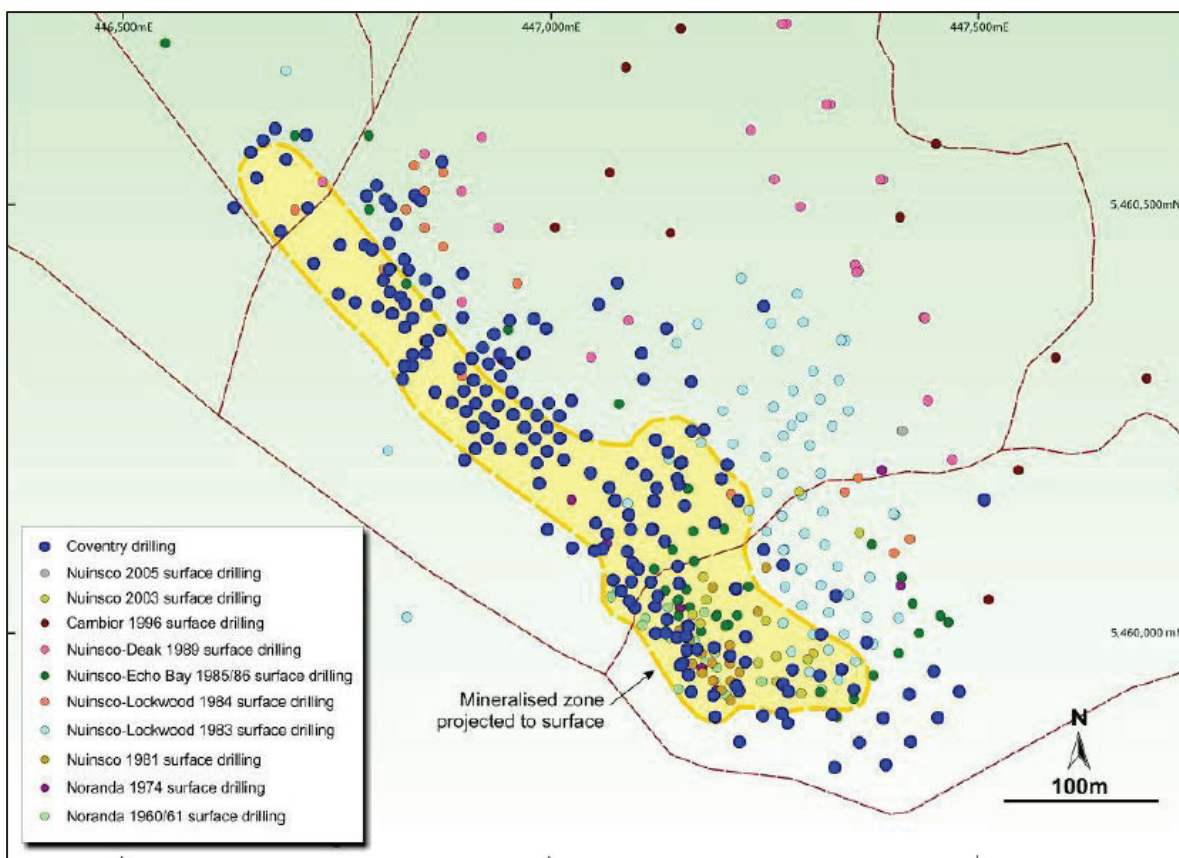 446,500mE
447,000mE
447,500mE
5,460,500mN
Coventry drilling
Nuinsco 2005 surface drilling
Nuinsco 2003 surface drilling
Cambior 1996 surface drilling
Nuinsco-Deak 1989 surface drilling
Nuinsco-Echo Bay 1985/86 surface drilling
Nuinsco-Lockwood 1984 surface drilling
Nuinsco-Lockwood 1983 surface drilling
Nuinsco 1981 surface drilling
Noranda 1974 surface drilling
Noranda 1960/61 surface drilling
5,460,000 mN
Mineralised zone
projected to surface
N
100m